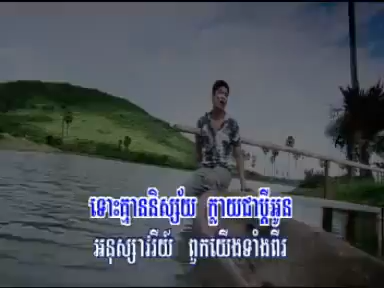 ទោះគ្មាននិស្ស័យ ក្លាយជាប្ដីអូន
អនុស្សាវរីយ៍ ពួកយើងទាំងពីរ